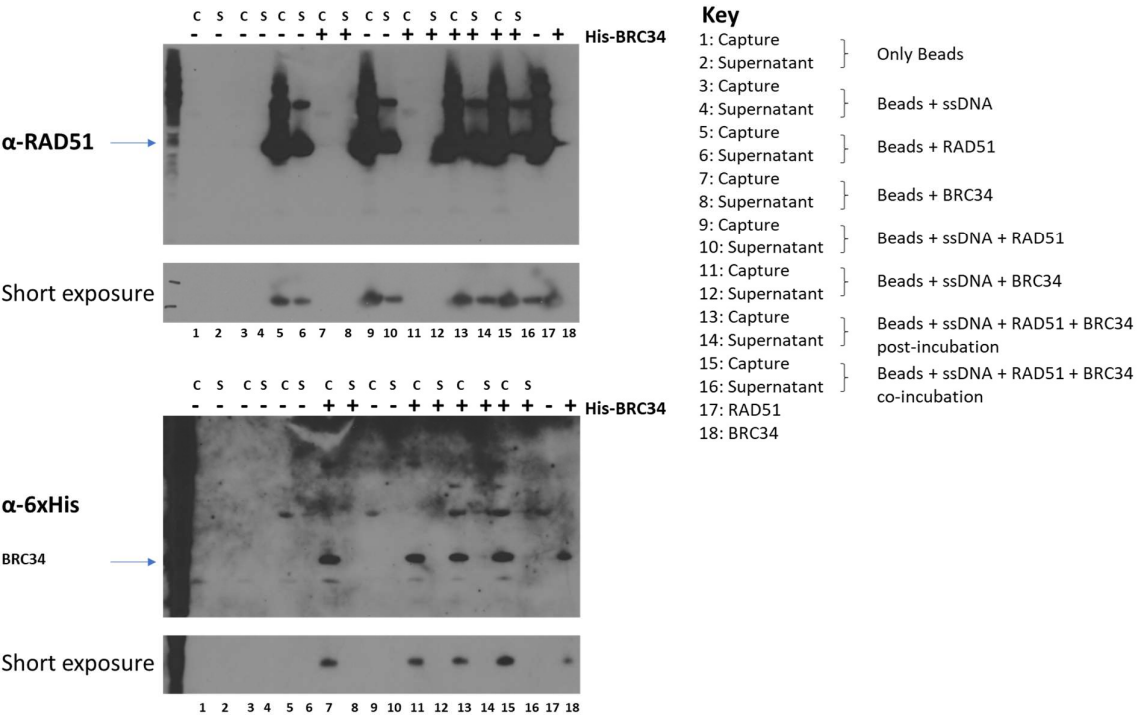 C S C S C S C S C S C S C S C S
- - - - - - + + - - + + + + + + - +
His-BRC34
α-RAD51
Short exposure
1 2 3 4 5 6 7 8 9 10 11 12 13 14 15 16 17 18
C S C S C S C S C S C S C S C S
- - - - - - + + - - + + + + + + - +
His-BRC34
α-6xHis
BRC34
Short exposure
1 2 3 4 5 6 7 8 9 10 11 12 13 14 15 16 17 18
Key
1: Capture
2: Supernatant
Only Beads
3: Capture
4: Supernatant
Beads + ssDNA
5: Capture
6: Supernatant
Beads + RAD51
7: Capture
8: Supernatant
Beads + BRC34
9: Capture
10: Supernatant
Beads + ssDNA + RAD51
11: Capture
12: Supernatant
Beads + ssDNA + BRC34
13: Capture
14: Supernatant
Beads + ssDNA + RAD51 + BRC34
post-incubation
15: Capture
16: Supernatant
Beads + ssDNA + RAD51 + BRC34
co-incubation
17: RAD51
18: BRC34